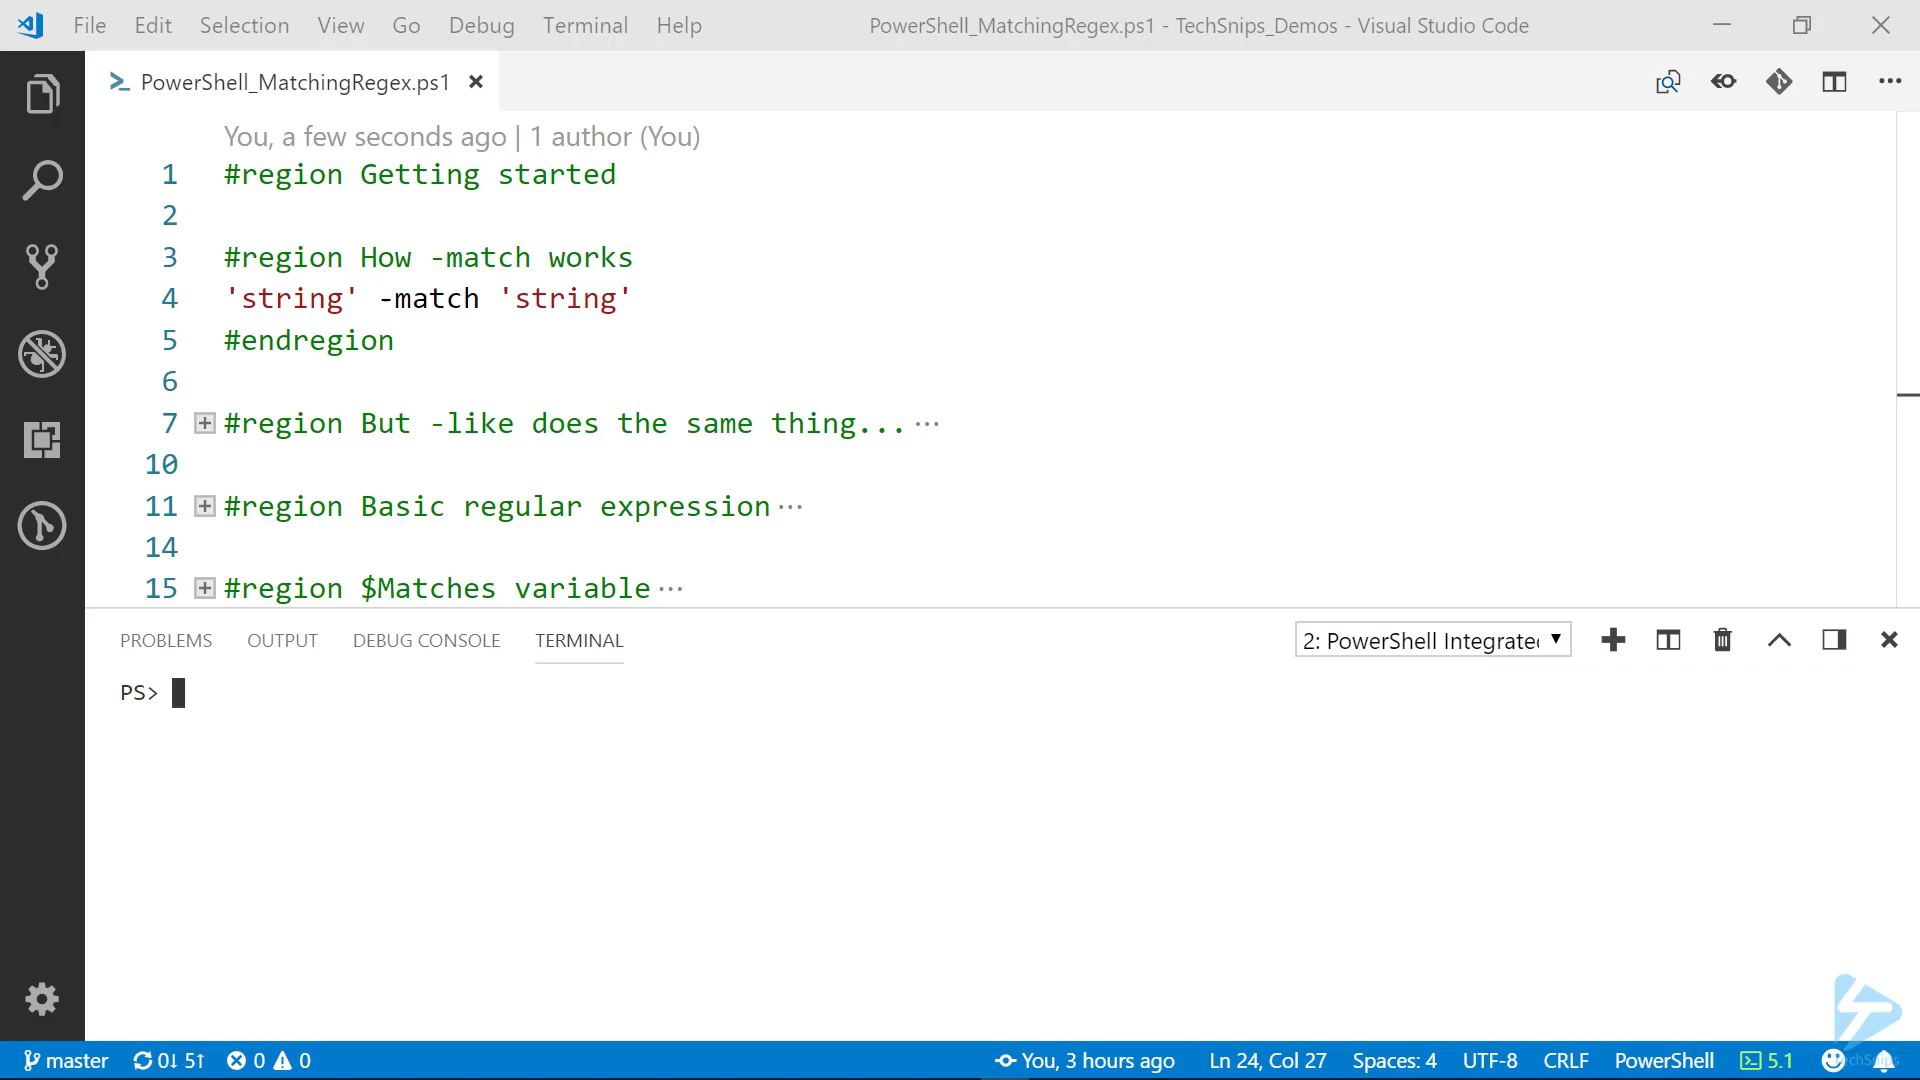 File Edit Selection View Go Debug Terminal Help PowerShell_MatchingRegex.ps1 - TechSnips_Demos - Visual Studio Code
PowerShell_MatchingRegex.ps1
You, a few seconds ago | 1 author (You)
1 #region Getting started
2
3 #region How -match works
4 'string' -match 'string'
5 #endregion
6
7 #region But -like does the same thing...
10
11 #region Basic regular expression
14
15 #region $Matches variable
PROBLEMS OUTPUT DEBUG CONSOLE TERMINAL 2: PowerShell Integrated
PS>
master 0↓ 5↑ 0 0 You, 3 hours ago Ln 24, Col 27 Spaces: 4 UTF-8 CRLF PowerShell 5.1